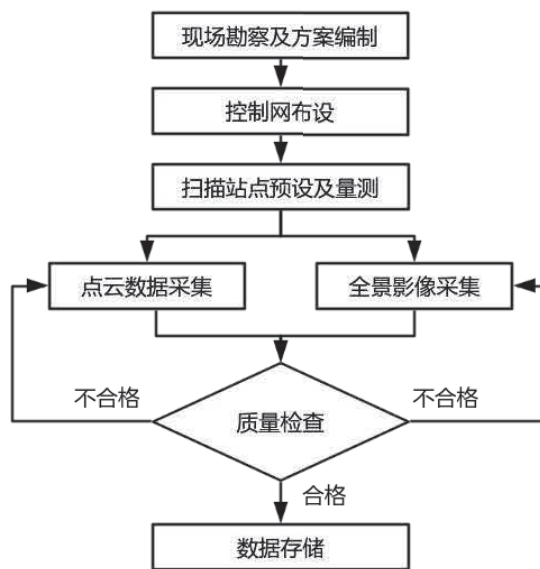 现场勘察及方案编制
控制网布设
扫描站点预设及量测
点云数据采集
全景影像采集
不合格
质量检查
不合格
合格
数据存储